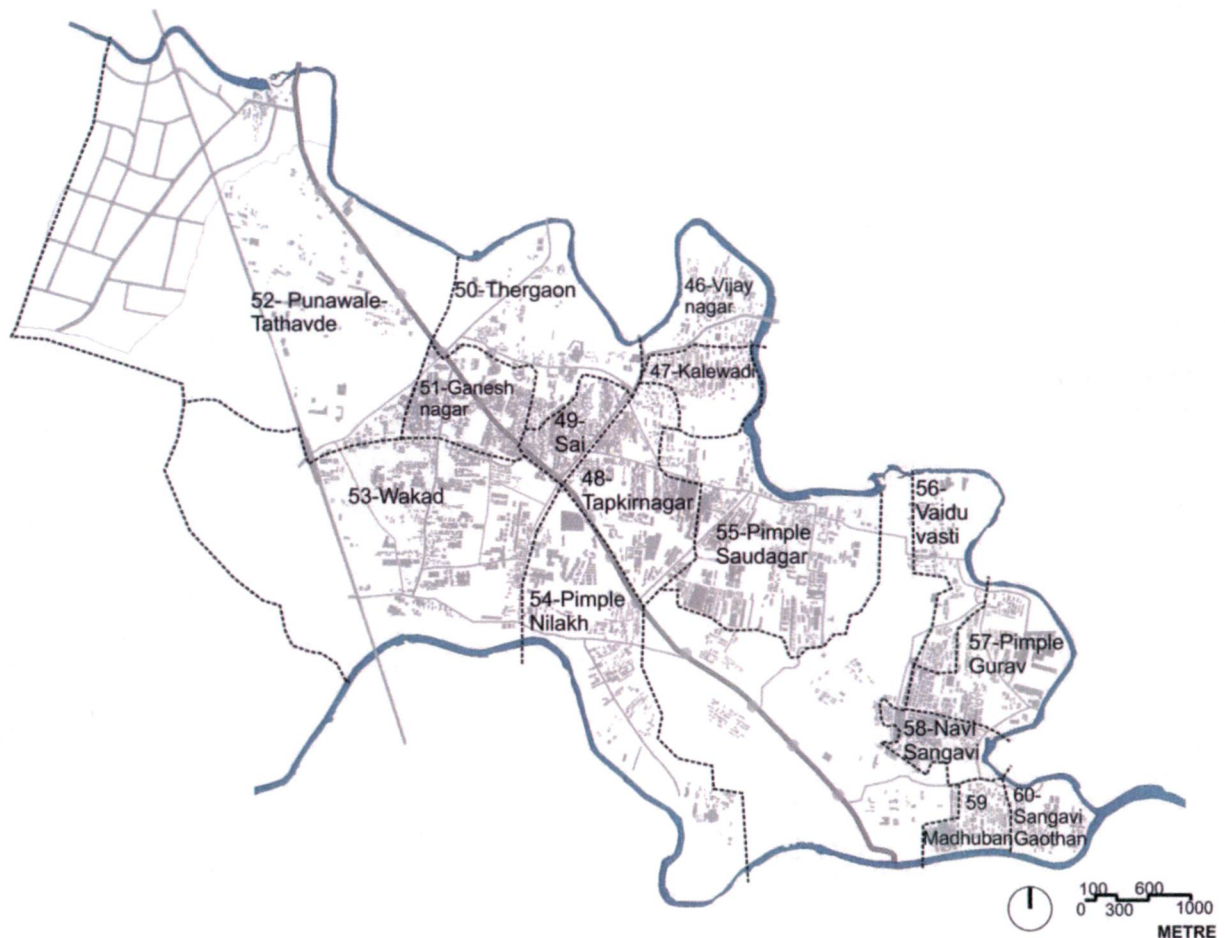 46-Vijay
nagar
50-Thergaon
52- Punawale-
Tathavde
47-Kalewadi
51-Ganesh
nagar
49-
Sai
48-
Tapkirnagar
53-Wakad
56-
Vaidu
vasti
55-Pimple
Saudagar
54-Pimple
Nilakh
57-Pimple
Gurav
58-Navi
Sangavi
59
Madhuban
60-
Sangavi
Gaothan
100 600
0 300 1000
METRE